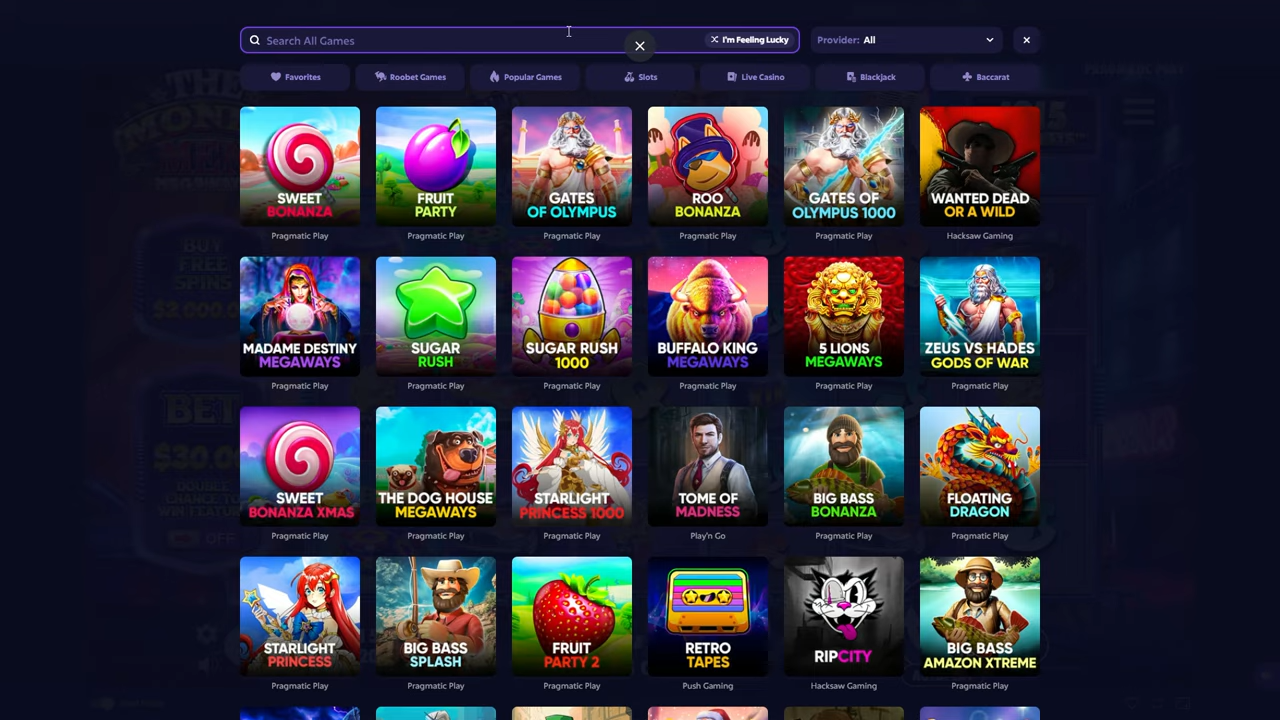 Search All Games
I'm Feeling Lucky
Provider: All
Favorites
Roobet Games
Popular Games
Slots
Live Casino
Blackjack
Baccarat
SWEET
BONANZA
Pragmatic Play
FRUIT
PARTY
Pragmatic Play
GATES
OF OLYMPUS
Pragmatic Play
ROO
BONANZA
Pragmatic Play
GATES OF
OLYMPUS 1000
Pragmatic Play
WANTED DEAD
OR A WILD
Hacksaw Gaming
MADAME DESTINY
MEGAWAYS
Pragmatic Play
SUGAR
RUSH
Pragmatic Play
SUGAR RUSH
1000
Pragmatic Play
BUFFALO KING
MEGAWAYS
Pragmatic Play
5 LIONS
MEGAWAYS
Pragmatic Play
ZEUS VS HADES
GODS OF WAR
Pragmatic Play
SWEET
BONANZA XMAS
Pragmatic Play
THE DOG HOUSE
MEGAWAYS
Pragmatic Play
STARLIGHT
PRINCESS 1000
Pragmatic Play
TOME OF
MADNESS
Play'n Go
BIG BASS
BONANZA
Pragmatic Play
FLOATING
DRAGON
Pragmatic Play
STARLIGHT
PRINCESS
Pragmatic Play
BIG BASS
SPLASH
Pragmatic Play
FRUIT
PARTY 2
Pragmatic Play
RETRO
TAPES
Push Gaming
RIPCITY
Hacksaw Gaming
BIG BASS
AMAZON XTREME
Pragmatic Play
BUY
FREE
SPINS
BET
DOUBLE
OFF